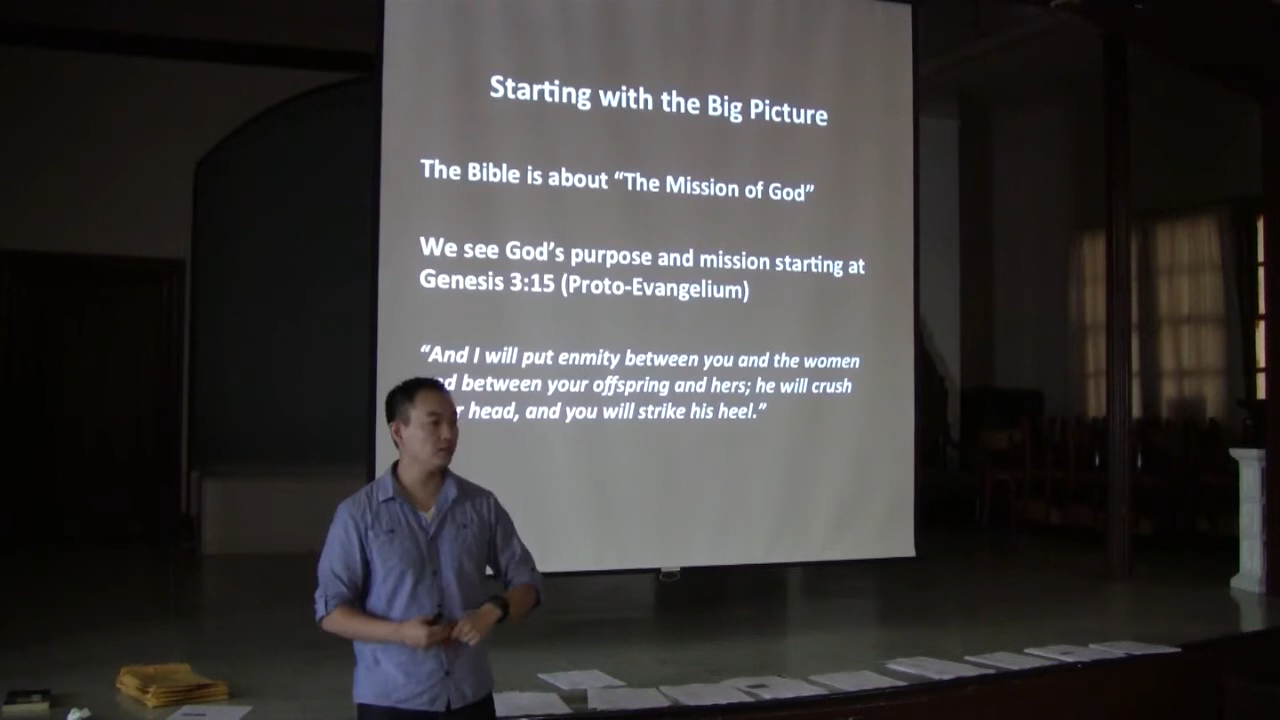 Starting with the Big Picture
The Bible is about “The Mission of God”
We see God’s purpose and mission starting at
Genesis 3:15 (Proto-Evangelium)
“And I will put enmity between you and the women
between your offspring and hers; he will crush
head, and you will strike his heel.”